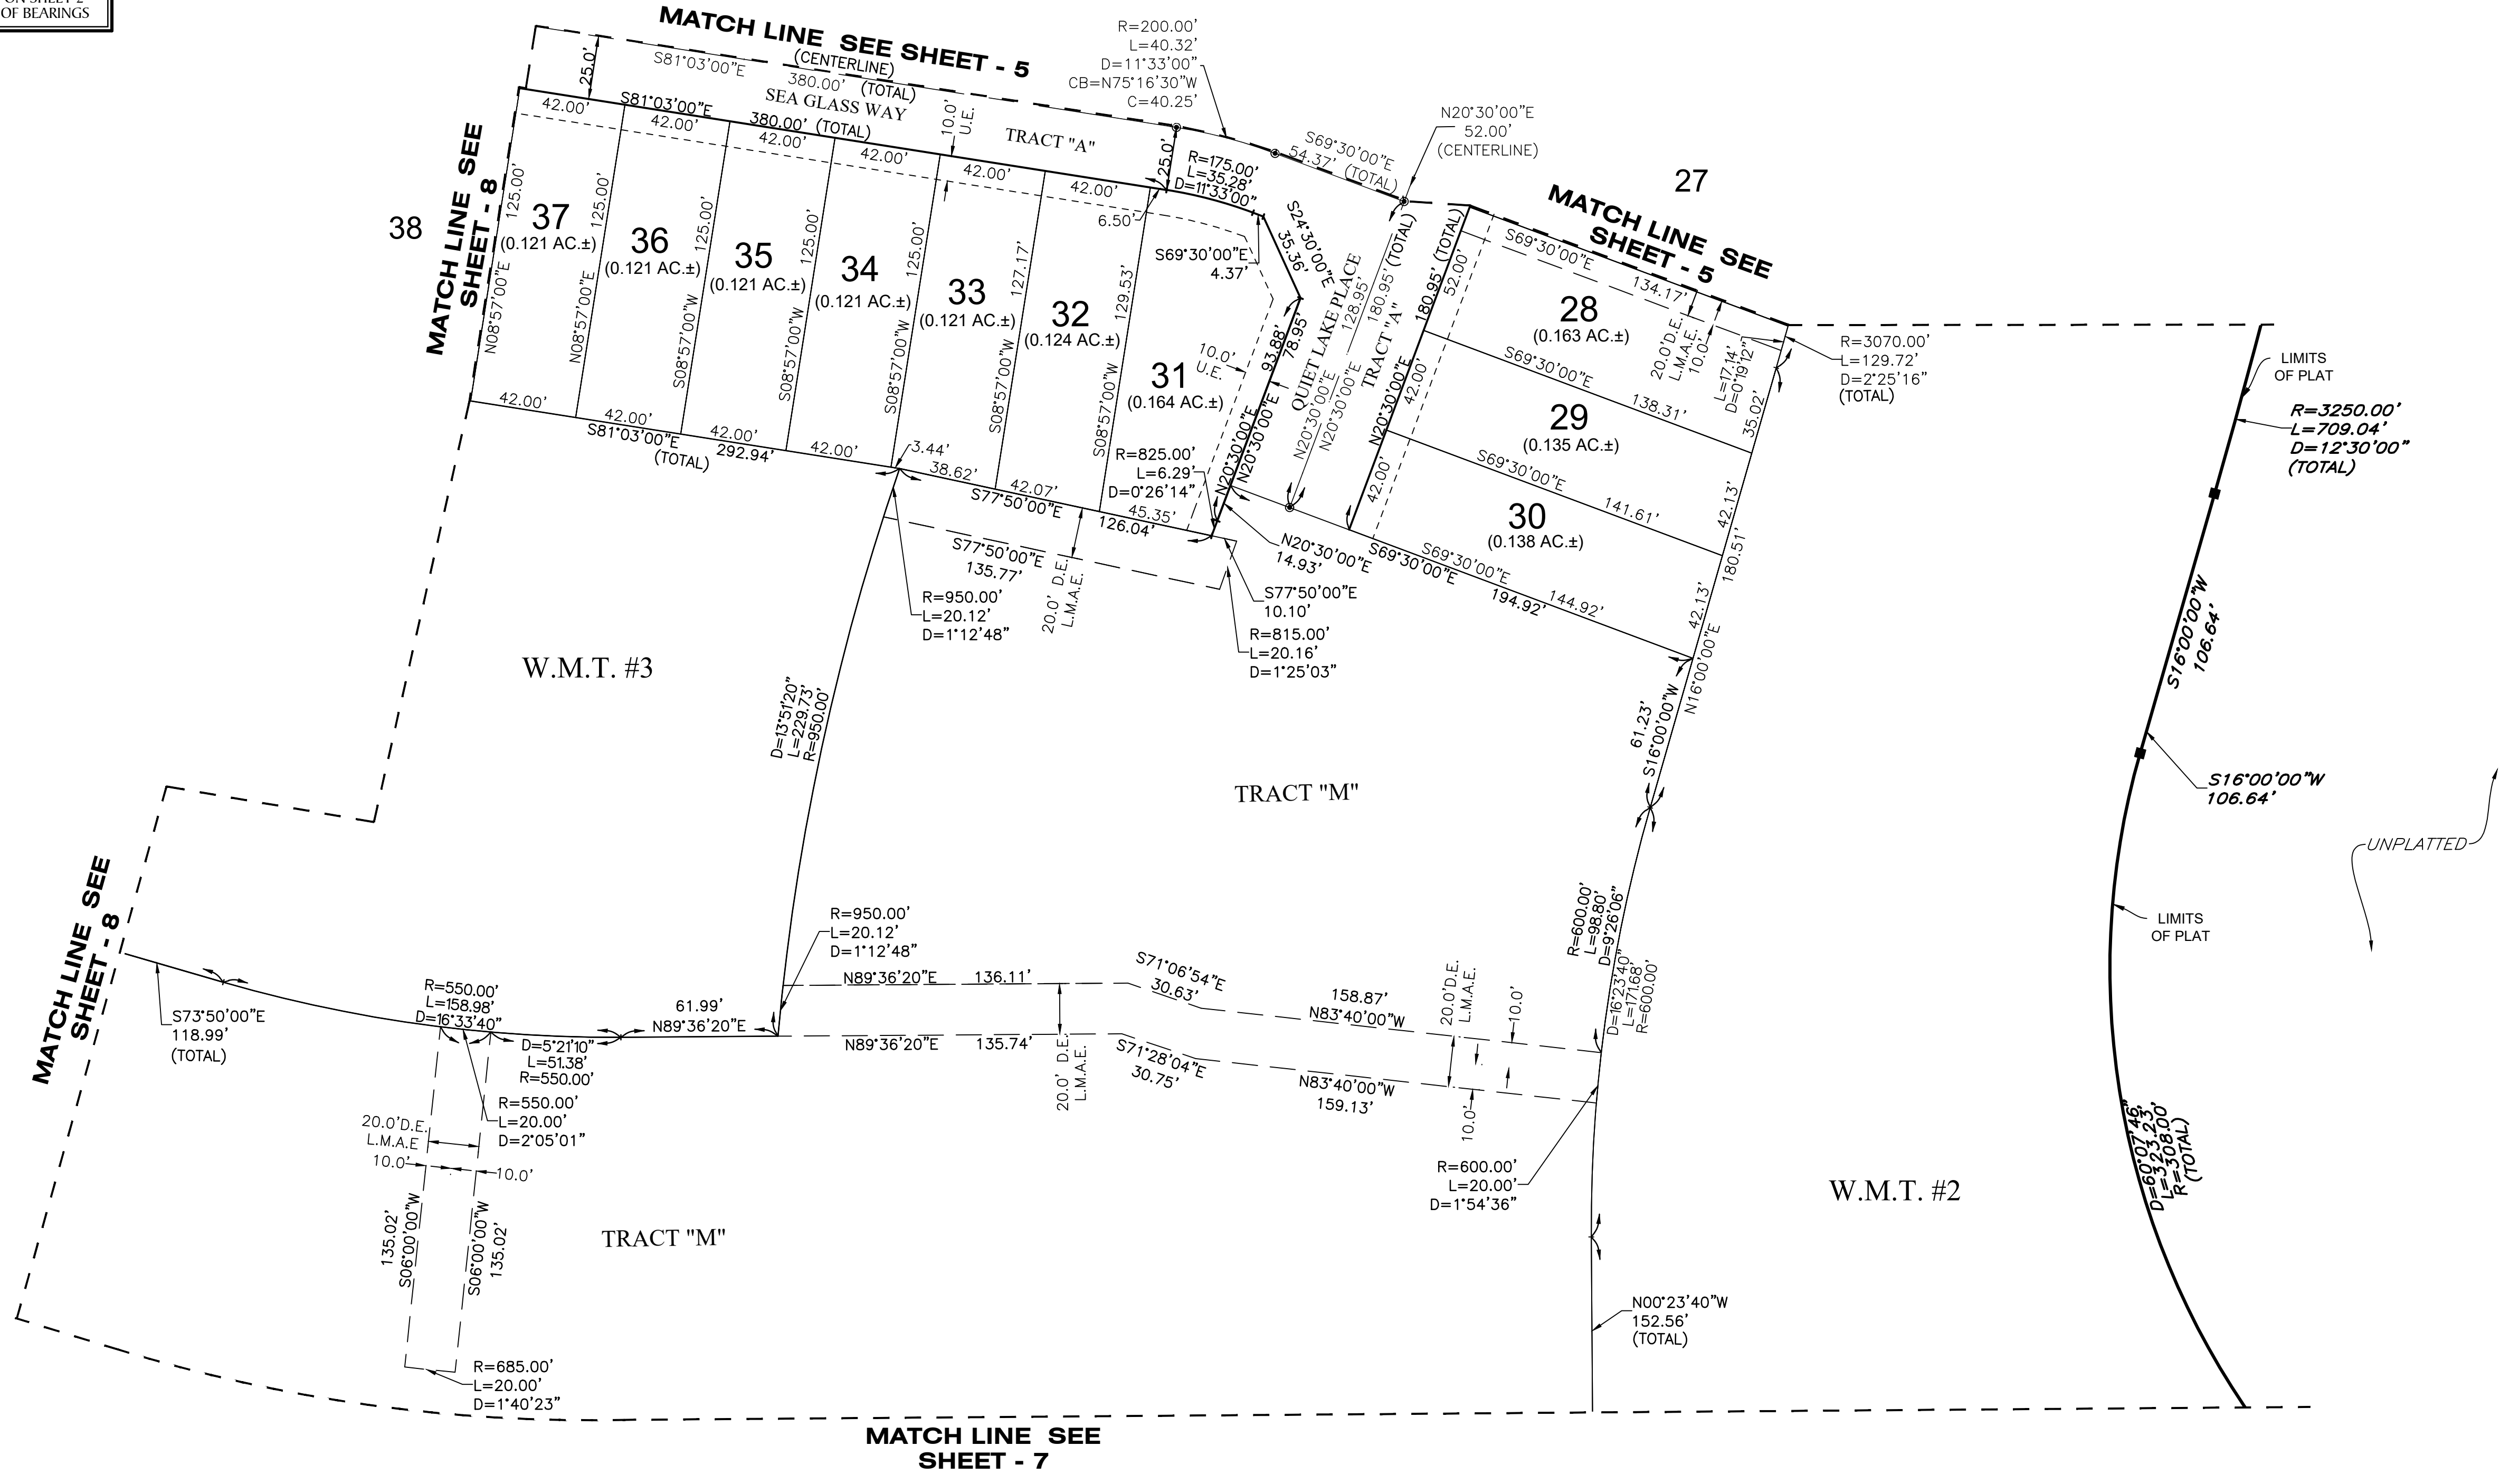 ON SHEET 2
OF BEARINGS
MATCH LINE SEE SHEET - 5
(CENTERLINE)
S81°03'00"E
380.00' (TOTAL)
25.0'
SEA GLASS WAY
S81°03'00"E
380.00' (TOTAL)
TRACT "A"
10.0'
U.E.
R=200.00'
L=40.32'
D=11°33'00"
CB=N75°16'30"W
C=40.25'
S69°30'00"E
54.37' (TOTAL)
N20°30'00"E
52.00'
(CENTERLINE)
27
MATCH LINE SEE
SHEET - 5
MATCH LINE SEE
SHEET - 8
38
42.00'
42.00'
42.00'
42.00'
42.00'
42.00'
25.0'
R=175.00'
L=35.28'
D=11°33'00"
6.50'
S69°30'00"E
4.37'
S24°30'00"E
35.36'
125.00'
N08°57'00"E
37
(0.121 AC.±)
125.00'
N08°57'00"E
36
(0.121 AC.±)
125.00'
S08°57'00"W
35
(0.121 AC.±)
125.00'
S08°57'00"W
34
(0.121 AC.±)
125.00'
S08°57'00"W
33
(0.121 AC.±)
127.17'
S08°57'00"W
32
(0.124 AC.±)
129.53'
S08°57'00"W
31
(0.164 AC.±)
10.0'
U.E.
93.88'
78.95'
N20°30'00"E
N20°30'00"E
QUIET LAKE PLACE
128.95'
N20°30'00"E
180.95' (TOTAL)
N20°30'00"E
TRACT "A"
180.95' (TOTAL)
N20°30'00"E
52.00'
42.00'
42.00'
S69°30'00"E
134.17'
28
(0.163 AC.±)
20.0'D.E.
L.M.A.E.
10.0'
L=17.14'
D=0°19'12"
R=3070.00'
L=129.72'
D=2°25'16"
(TOTAL)
S69°30'00"E
138.31'
35.02'
29
(0.135 AC.±)
S69°30'00"E
141.61'
42.13'
180.51'
30
(0.138 AC.±)
S69°30'00"E
144.92'
S69°30'00"E
194.92'
42.13'
N16°00'00"E
LIMITS
OF PLAT
R=3250.00'
L=709.04'
D=12°30'00"
(TOTAL)
S16°00'00"W
106.64'
S16°00'00"W
106.64'
UNPLATTED
LIMITS
OF PLAT
42.00'
42.00'
42.00'
42.00'
S81°03'00"E
292.94'
(TOTAL)
3.44'
38.62'
42.07'
45.35'
S77°50'00"E
126.04'
R=825.00'
L=6.29'
D=0°26'14"
N20°30'00"E
14.93'
S77°50'00"E
10.10'
R=815.00'
L=20.16'
D=1°25'03"
S77°50'00"E
135.77'
20.0' D.E.
L.M.A.E.
R=950.00'
L=20.12'
D=1°12'48"
W.M.T. #3
D=13°51'20"
L=229.73'
R=950.00'
TRACT "M"
61.23'
S16°00'00"W
R=600.00'
L=98.80'
D=9°26'06"
D=16°23'40"
L=171.68'
R=600.00'
MATCH LINE SEE
SHEET - 8
S73°50'00"E
118.99'
(TOTAL)
R=550.00'
L=158.98'
D=16°33'40"
D=5°21'10"
L=51.38'
R=550.00'
61.99'
N89°36'20"E
R=950.00'
L=20.12'
D=1°12'48"
N89°36'20"E 136.11'
S71°06'54"E
30.63'
158.87'
N83°40'00"W
20.0'D.E.
L.M.A.E.
10.0'
N89°36'20"E 135.74'
20.0' D.E.
L.M.A.E.
S71°28'04"E
30.75'
N83°40'00"W
159.13'
10.0'
R=550.00'
L=20.00'
D=2°05'01"
20.0'D.E.
L.M.A.E
10.0'
10.0'
135.02'
S06°00'00"W
S06°00'00"W
135.02'
TRACT "M"
R=600.00'
L=20.00'
D=1°54'36"
N00°23'40"W
152.56'
(TOTAL)
W.M.T. #2
D=60°07'46"
L=323.23'
R=308.00'
(TOTAL)
R=685.00'
L=20.00'
D=1°40'23"
MATCH LINE SEE
SHEET - 7